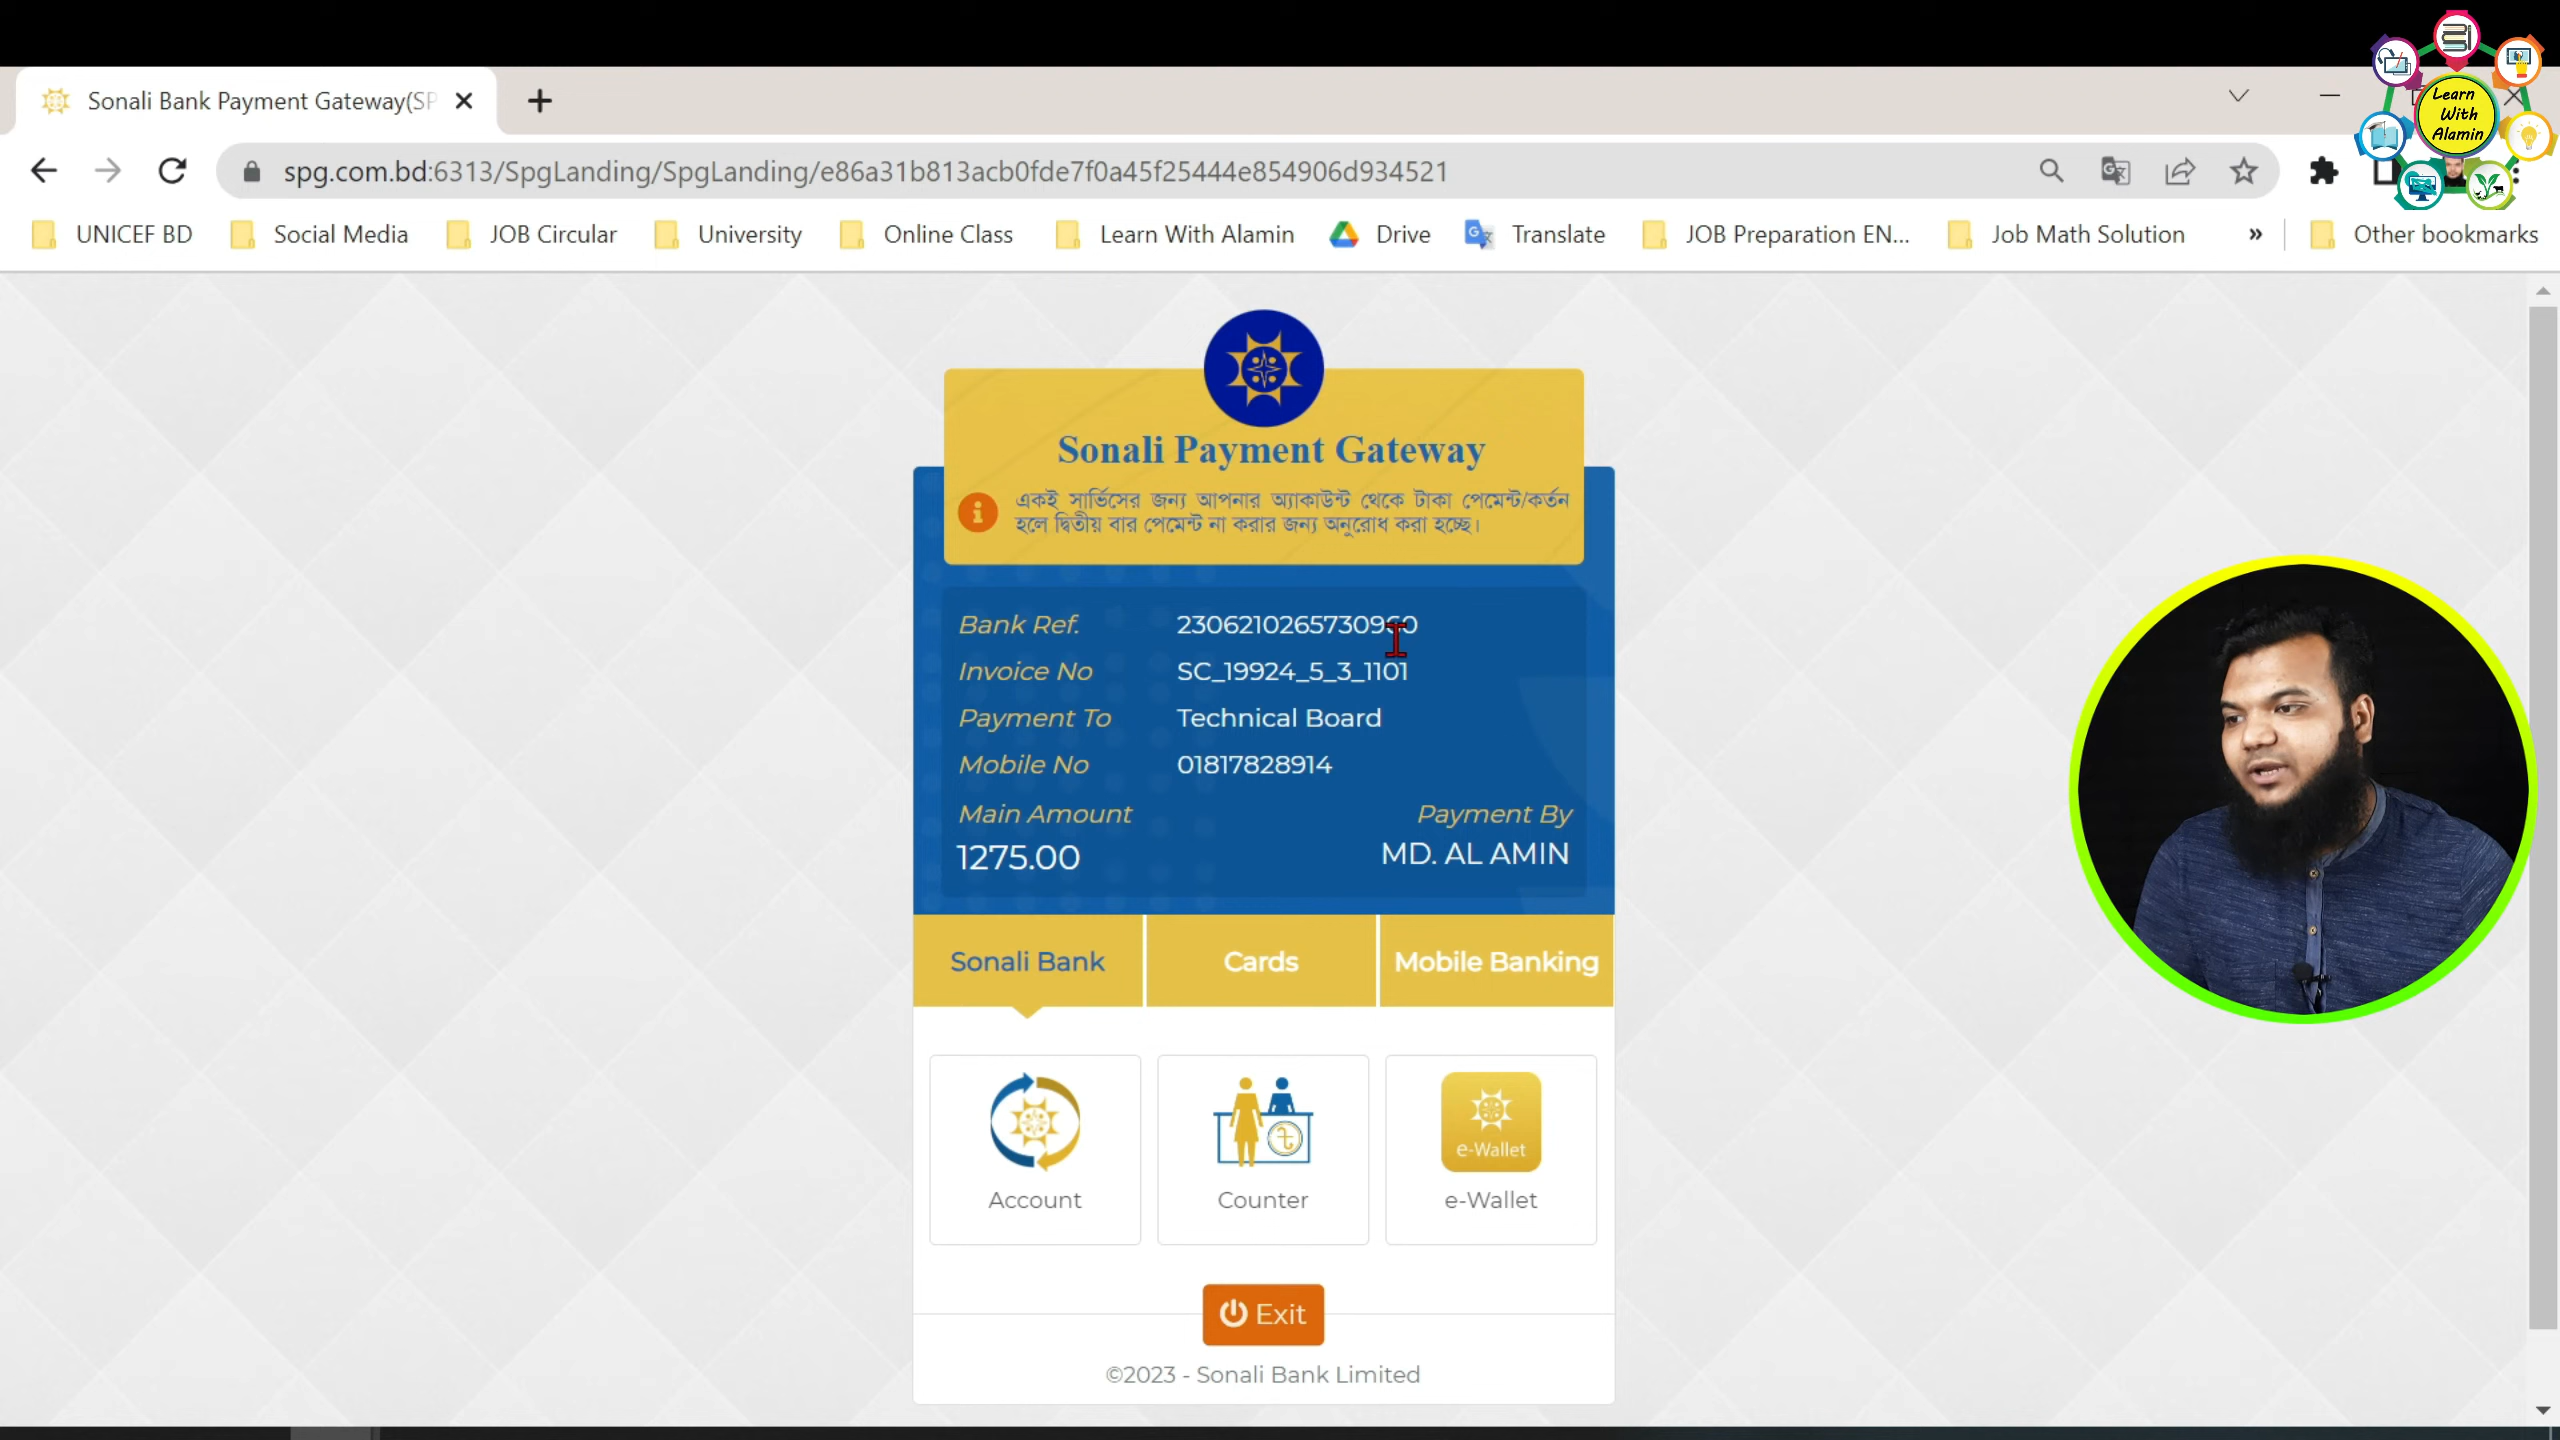 Learn
With
Alamin
Sonali Bank Payment Gateway(SP
spg.com.bd:6313/SpgLanding/SpgLanding/e86a31b813acb0fde7f0a45f25444e854906d934521
UNICEF BD Social Media JOB Circular University Online Class Learn With Alamin Drive Translate JOB Preparation EN... Job Math Solution » Other bookmarks
Sonali Payment Gateway
একই সার্ভিসের জন্য আপনার অ্যাকাউন্ট থেকে টাকা পেমেন্ট/কর্তন
হলে দ্বিতীয় বার পেমেন্ট না করার জন্য অনুরোধ করা হচ্ছে।
Bank Ref. 2306210265730960
Invoice No SC_19924_5_3_1101
Payment To Technical Board
Mobile No 01817828914
Main Amount Payment By
1275.00 MD. AL AMIN
Sonali Bank Cards Mobile Banking
e-Wallet
Account Counter e-Wallet
Exit
©2023 - Sonali Bank Limited